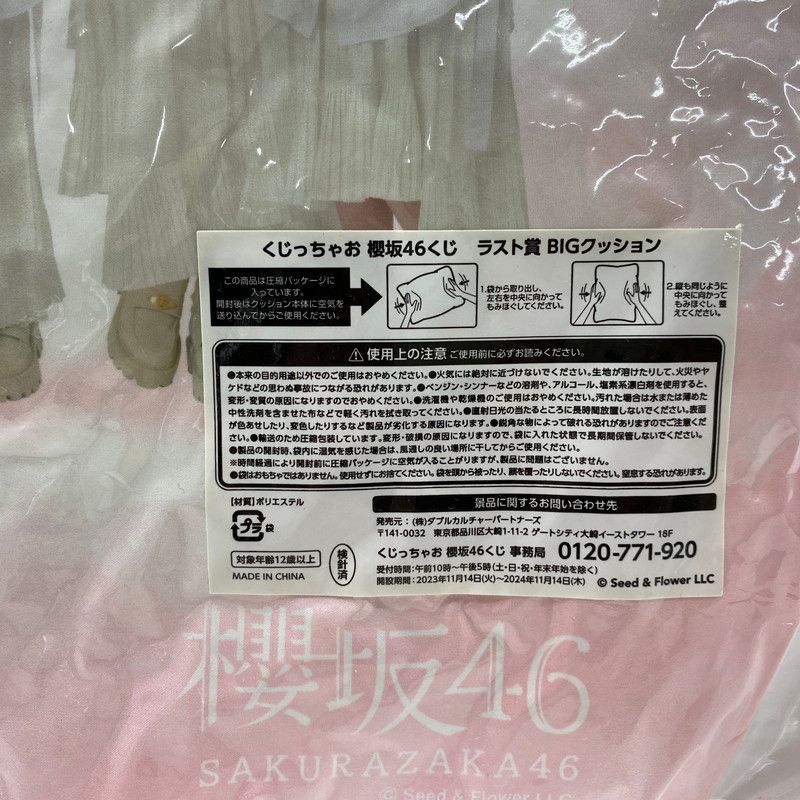 くじっちゃお 櫻坂46くじ　ラスト賞 BIGクッション
この商品は圧縮パッケージに
入っています。
開封後はクッション本体に空気を
送り込んでからご使用ください。
1.袋から取り出し、
左右を中央に向かって
もみほぐしてください。
2.縦も同じように
中央に向かって
もみほぐし、整
えてください。
⚠使用上の注意 ご使用前に必ずお読みください。
●本来の目的用途以外でのご使用はおやめください。●火気には絶対に近づけないでください。生地が溶けたりして、火災や
ケドなどの思わぬ事故につながる恐れがあります。●ベンジン・シンナーなどの溶剤や、アルコール、塩素系漂白剤を使用すると、
変形・変質の原因になりますのでおやめください。●洗濯機や乾燥機のご使用はおやめください。汚れた場合は水または薄めた
中性洗剤を含ませた布などで軽く汚れを拭き取ってください。●直射日光の当たるところに長時間放置しないでください。表面
が色あせしたり、変色したりするなど製品が劣化する原因になります。●鋭角な物によって破れる恐れがありますのでご注意くださ
い。●輸送のため圧縮包装しています。変形・破損の原因になりますので、袋に入れた状態で長期間保管しないでください。
●製品の開封時、袋内に湿気を感じた場合は、風通しの良い場所に干してからご使用ください。
※時間経過により開封前に圧縮パッケージに空気が入ることがありますが、製品に問題はございません。
●袋はおもちゃではありません。使用せずにお捨てください。袋を頭から被ったり、顔を覆ったりしないでください。窒息する恐れがあります。
【材質】ポリエステル
プラ 袋
対象年齢12歳以上
検針済
MADE IN CHINA
景品に関するお問い合わせ先
発売元：(株)ダブルカルチャーパートナーズ
〒141-0032　東京都品川区大崎1-11-2 ゲートシティ大崎イーストタワー 18F
くじっちゃお 櫻坂46くじ 事務局　0120-771-920
受付時間：午前10時～午後5時(土・日・祝・年末年始を除く)
開設期間：2023年11月14日(火)～2024年11月14日(木)　© Seed & Flower LLC
櫻坂46
SAKURAZAKA46
© Seed & Flower LLC